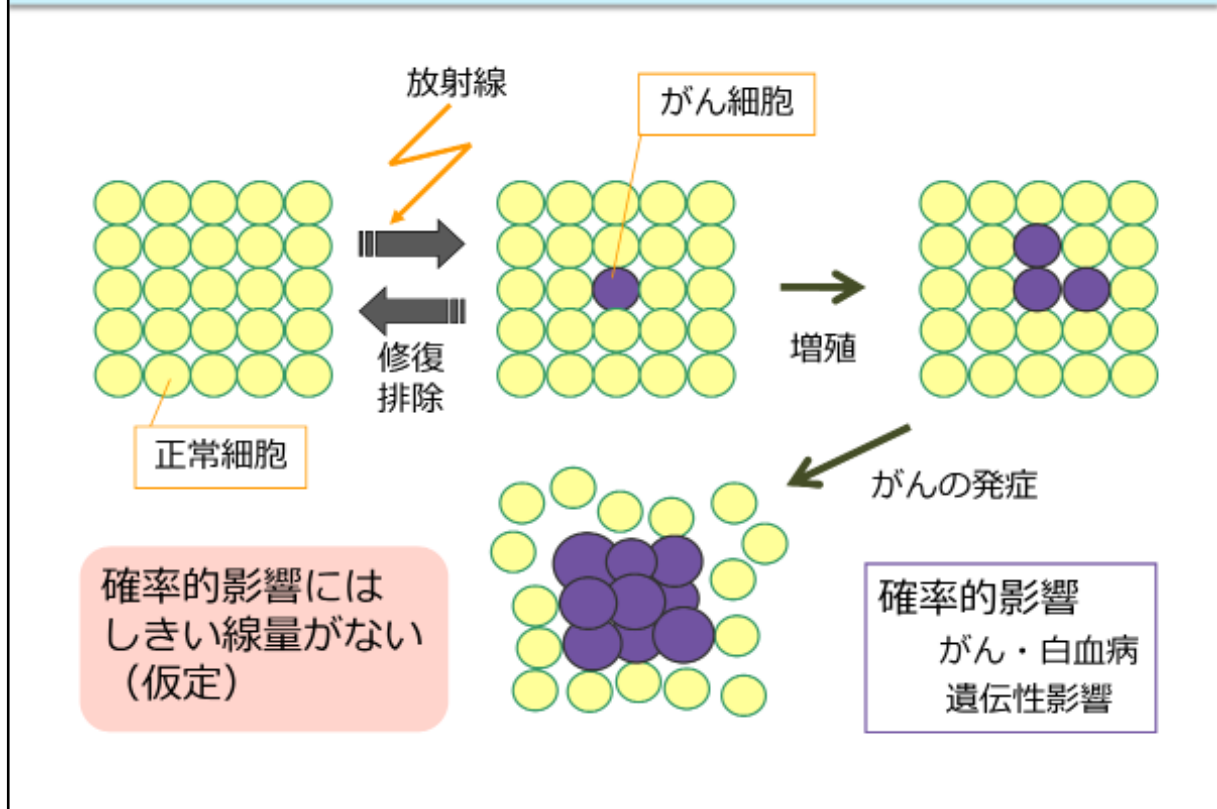 放射線
がん細胞
修復
排除
増殖
正常細胞
がんの発症
確率的影響には
しきい線量がない
（仮定）
確率的影響
がん・白血病
遺伝性影響